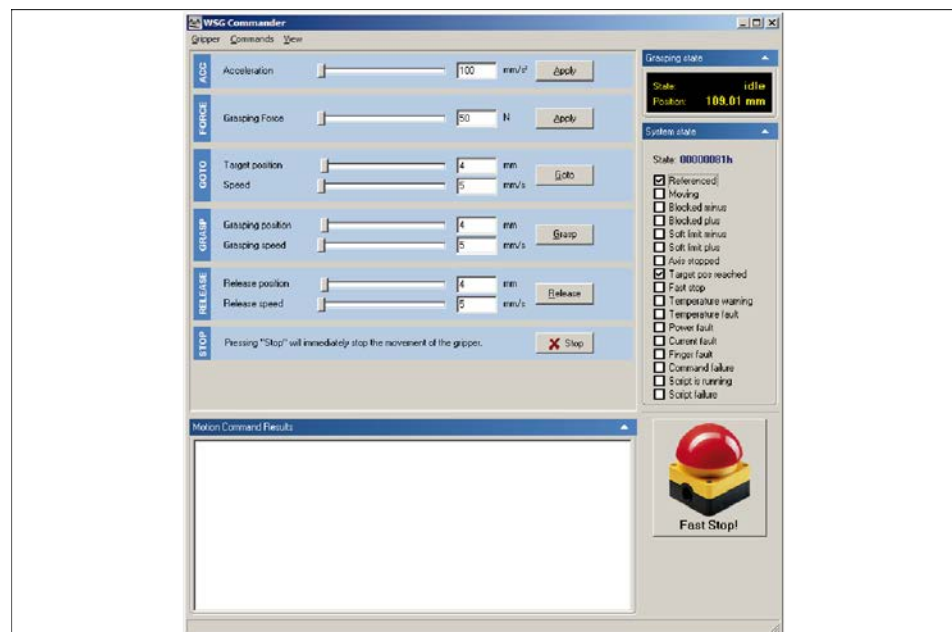 WSG Commander
Gripper Commands View
ACC
Acceleration 100 mm/s² Apply
FORCE
Grasping Force 50 N Apply
GOTO
Target position 4 mm
Speed 5 mm/s
Goto
GRASP
Grasping position 4 mm
Grasping speed 5 mm/s
Grasp
RELEASE
Release position 4 mm
Release speed 5 mm/s
Release
STOP
Pressing "Stop" will immediately stop the movement of the gripper. Stop
Motion Command Results
Grasping state
State: idle
Position: 109.01 mm
System state
State: 00000081h
Referenced
Moving
Blocked minus
Blocked plus
Soft limit minus
Soft limit plus
Axis stopped
Target pos reached
Fast stop
Temperature warning
Temperature fault
Power fault
Current fault
Finger fault
Command failure
Script is running
Script failure
Fast Stop!